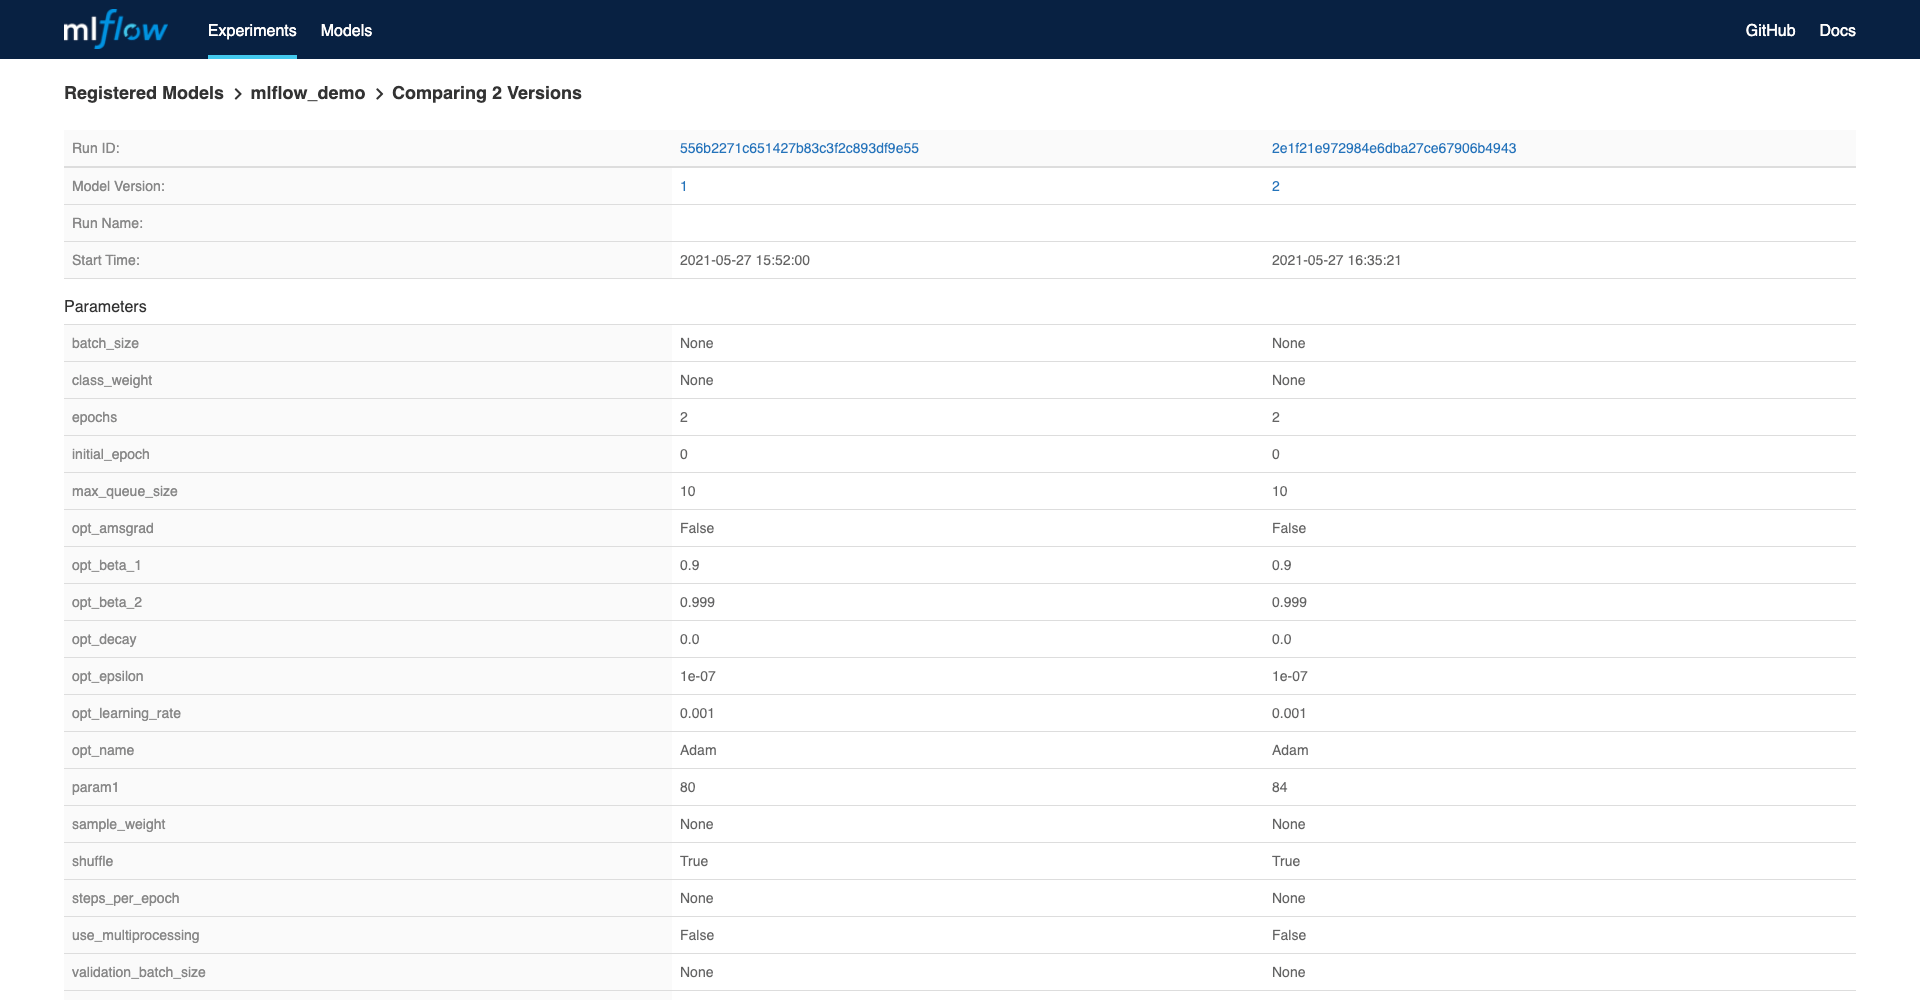 mlflow Experiments Models GitHub Docs
Registered Models > mlflow_demo > Comparing 2 Versions
Run ID: 556b2271c651427b83c3f2c893df9e55 2e1f21e972984e6dba27ce67906b4943
Model Version: 1 2
Run Name:
Start Time: 2021-05-27 15:52:00 2021-05-27 16:35:21
Parameters
batch_size None None
class_weight None None
epochs 2 2
initial_epoch 0 0
max_queue_size 10 10
opt_amsgrad False False
opt_beta_1 0.9 0.9
opt_beta_2 0.999 0.999
opt_decay 0.0 0.0
opt_epsilon 1e-07 1e-07
opt_learning_rate 0.001 0.001
opt_name Adam Adam
param1 80 84
sample_weight None None
shuffle True True
steps_per_epoch None None
use_multiprocessing False False
validation_batch_size None None